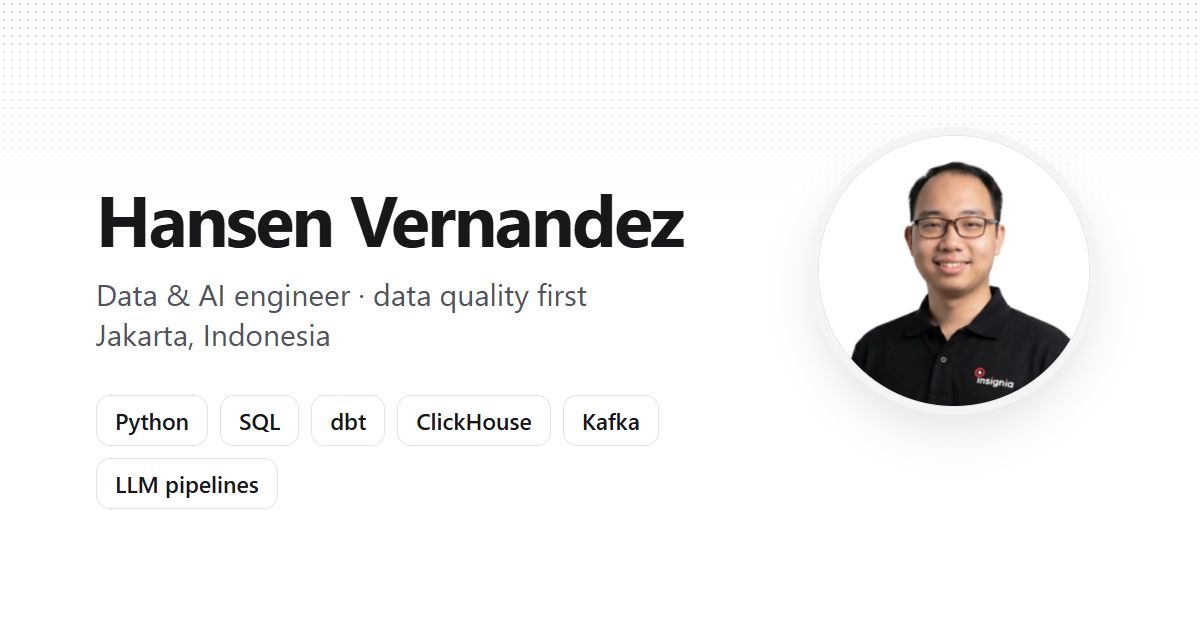 Hansen Vernandez
Data & AI engineer · data quality first
Jakarta, Indonesia
Python SQL dbt ClickHouse Kafka
LLM pipelines
insignia